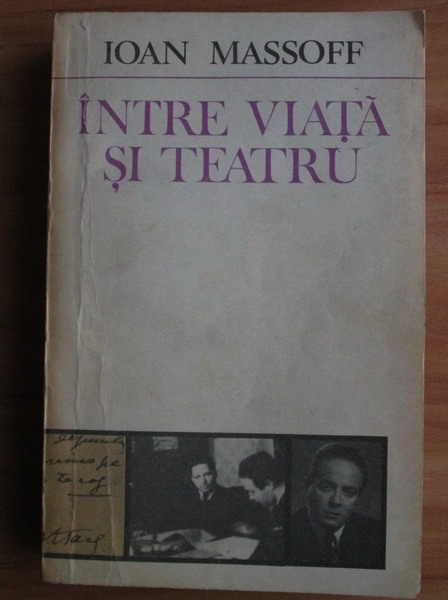 IOAN MASSOFF
ÎNTRE VIAȚĂ
ȘI TEATRU